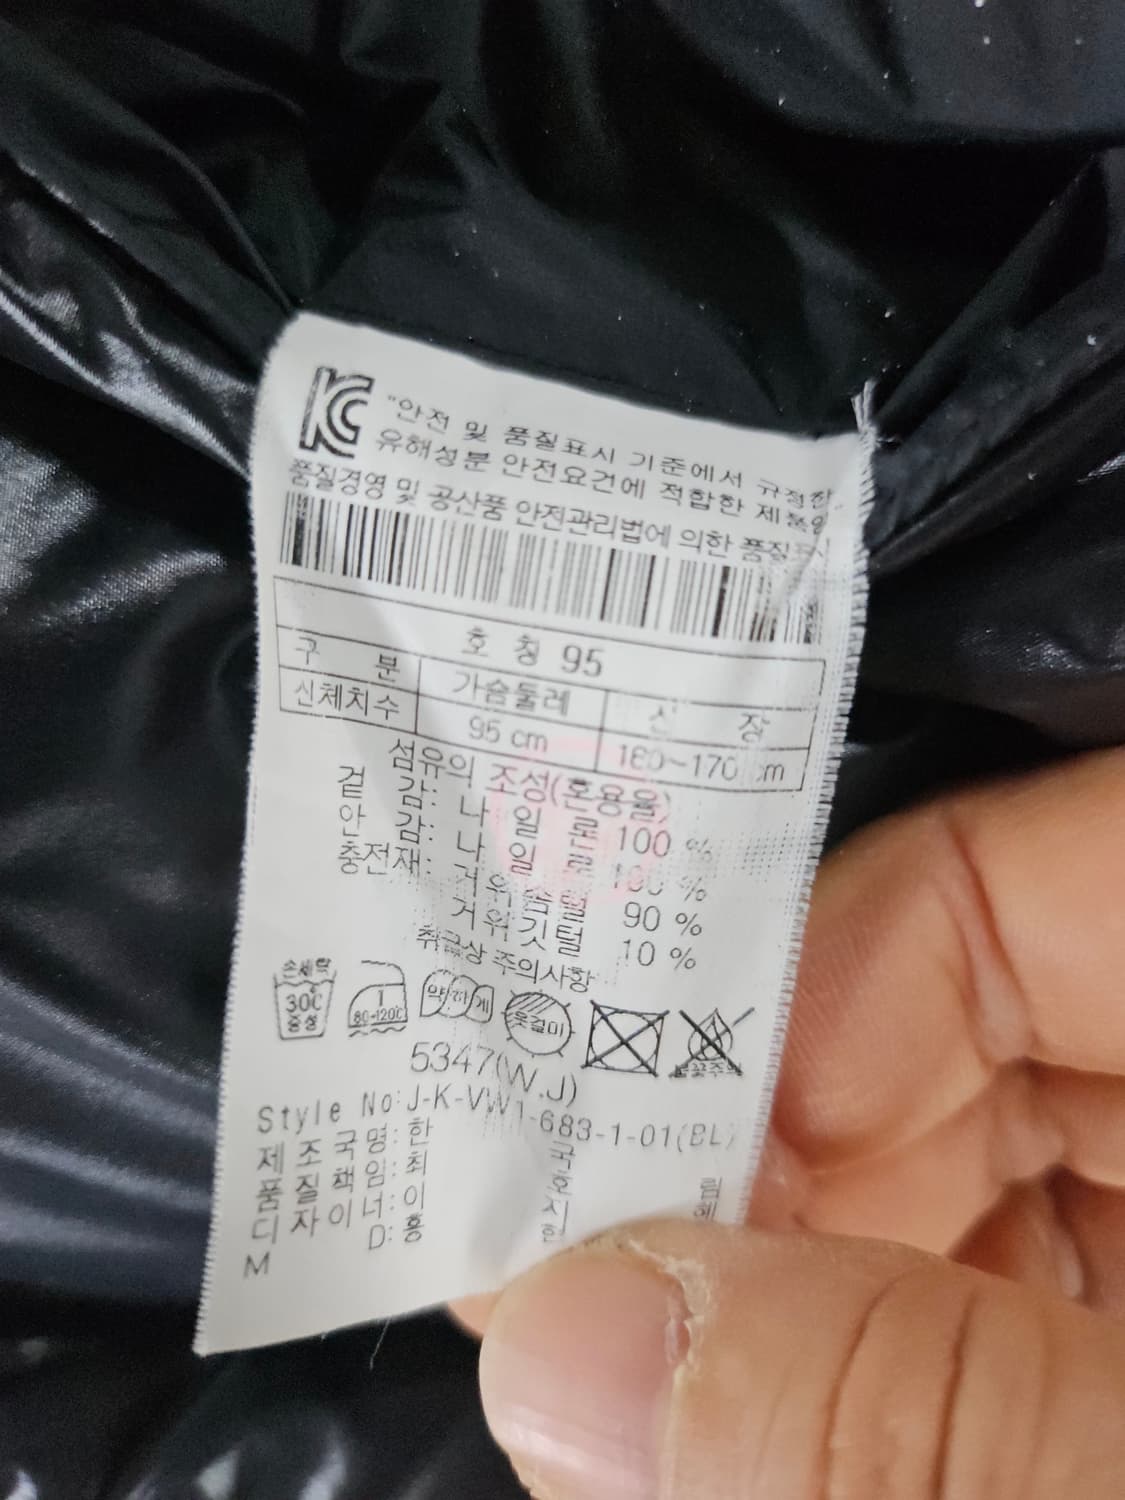 KC
"안전 및 품질표시 기준에서 규정한
유해성분 안전요건에 적합한 제품임
품질경영 및 공산품 안전관리법에 의한 품질표시
호 칭 95
구 분 가슴둘레 신 장
신체치수 95 cm 160~170 cm
섬유의 조성(혼용율)
겉 감: 나 일 론 100 %
안 감: 나 일 론 100 %
충전재: 거위솜털 90 %
거위깃털 10 %
취급상 주의사항
손세탁 30℃ 중성 80~120℃ 약하게 옷걸이
5347(W.J)
Style No:J-K-VW1-683-1-01(BL)
제 조 국 명: 한 국
품 질 책 임: 최 호 림
디 자 이 너: 이 지 혜
M D: 홍